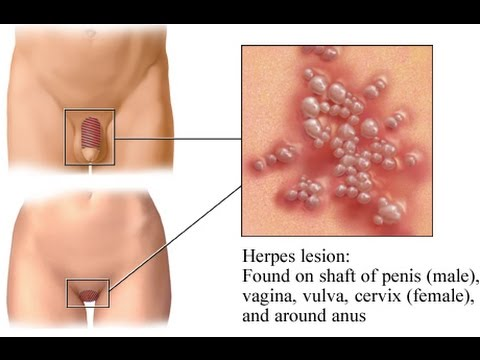 Herpes lesion:
Found on shaft of penis (male),
vagina, vulva, cervix (female),
and around anus